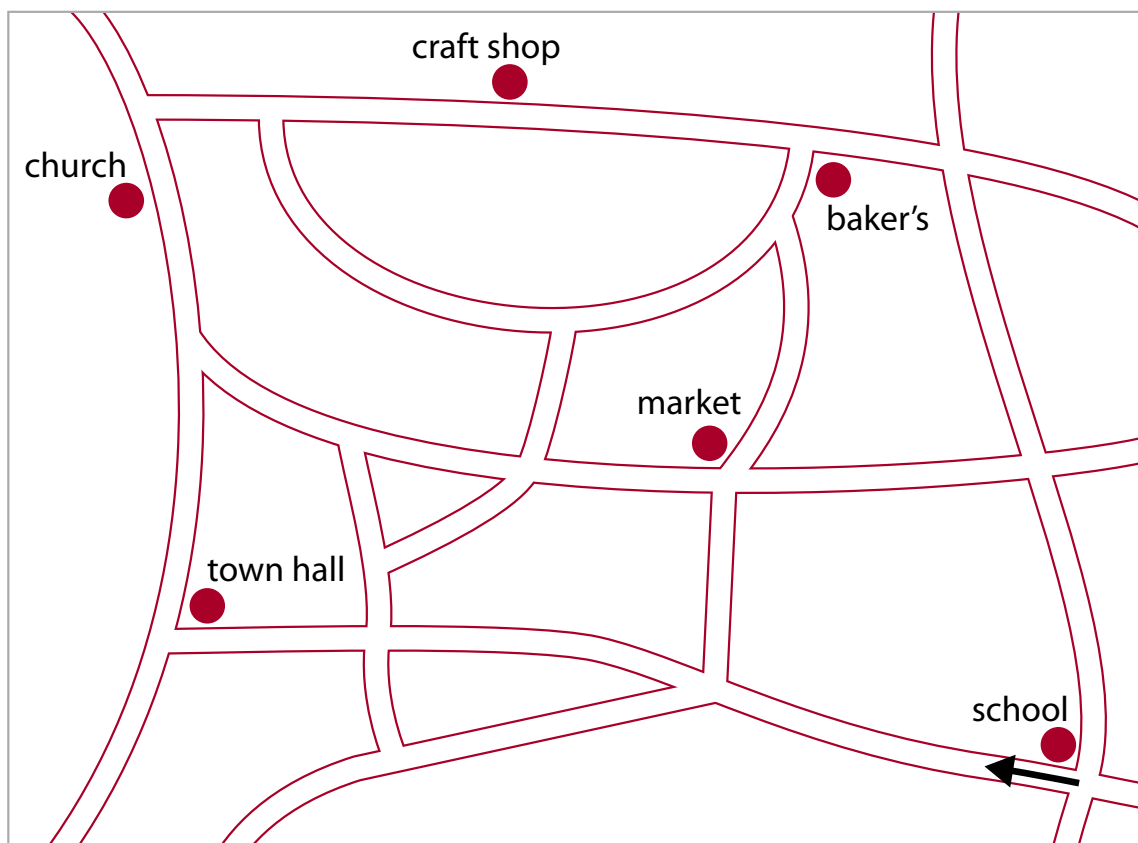 craft shop
church
baker’s
market
town hall
school